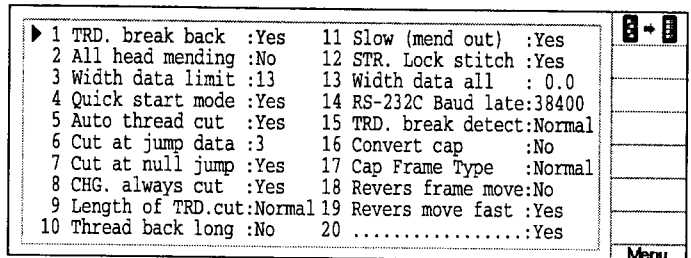 1 TRD. break back :Yes 11 Slow (mend out) :Yes
2 All head mending :No 12 STR. Lock stitch :Yes
3 Width data limit :13 13 Width data all : 0.0
4 Quick start mode :Yes 14 RS-232C Baud late:38400
5 Auto thread cut :Yes 15 TRD. break detect:Normal
6 Cut at jump data :3 16 Convert cap :No
7 Cut at null jump :Yes 17 Cap Frame Type :Normal
8 CHG. always cut :Yes 18 Revers frame move:No
9 Length of TRD.cut:Normal 19 Revers move fast :Yes
10 Thread back long :No 20 .................:Yes
Menu